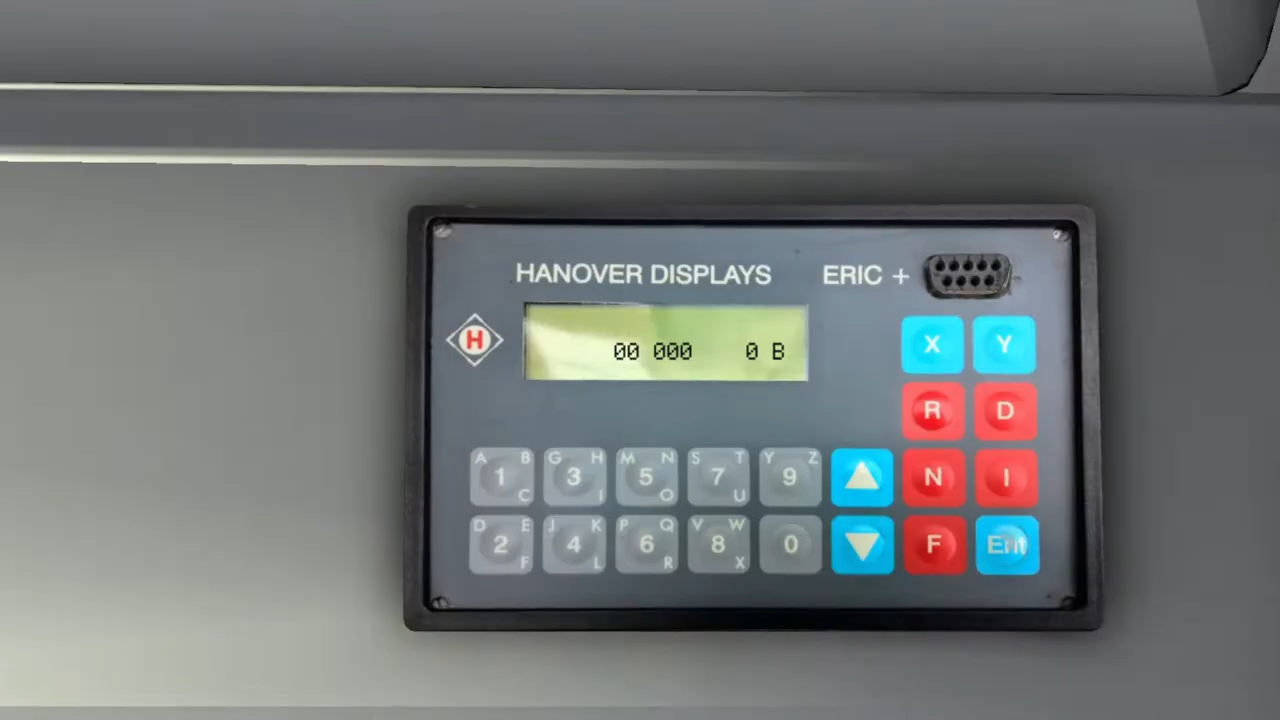 HANOVER DISPLAYS ERIC +
H
00 000 0 B
X Y
R D
A B G H M N S T Y Z
1 3 5 7 9 N I
C I O U
D E J K P Q V W
2 4 6 8 0 F Ent
F L R X